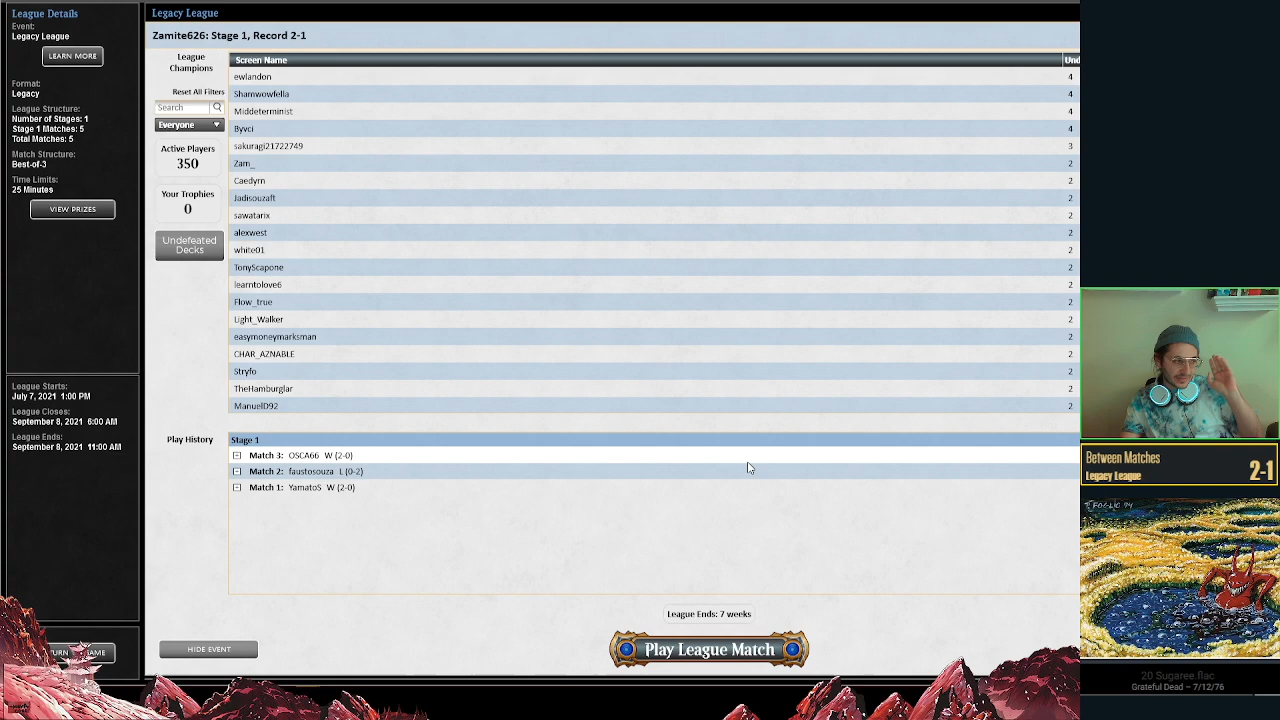 League Details
Event:
Legacy League
LEARN MORE
Format:
Legacy
League Structure:
Number of Stages: 1
Stage 1 Matches: 5
Total Matches: 5
Match Structure:
Best-of-3
Time Limits:
25 Minutes
VIEW PRIZES
League Starts:
July 7, 2021 1:00 PM
League Closes:
September 8, 2021 6:00 AM
League Ends:
September 8, 2021 11:00 AM
Legacy League
Zamite626: Stage 1, Record 2-1
League
Champions
Reset All Filters
Search
Everyone
Active Players
350
Your Trophies
0
Undefeated
Decks
Screen Name Und
ewlandon 4
Shamwowfella 4
Middeterminist 4
Byvci 4
sakuragi21722749 3
Zam_ 2
Caedyrn 2
Jadisouzaft 2
sawatarix 2
alexwest 2
white01 2
TonyScapone 2
learntolove6 2
Flow_true 2
Light_Walker 2
easymoneymarksman 2
CHAR_AZNABLE 2
Stryfo 2
TheHamburglar 2
ManuelD92 2
Play History
Stage 1
Match 3: OSCA66 W (2-0)
Match 2: faustosouza L (0-2)
Match 1: YamatoS W (2-0)
League Ends: 7 weeks
Play League Match
HIDE EVENT
Between Matches
Legacy League
2-1
20 Sugaree.flac
Grateful Dead – 7/12/76